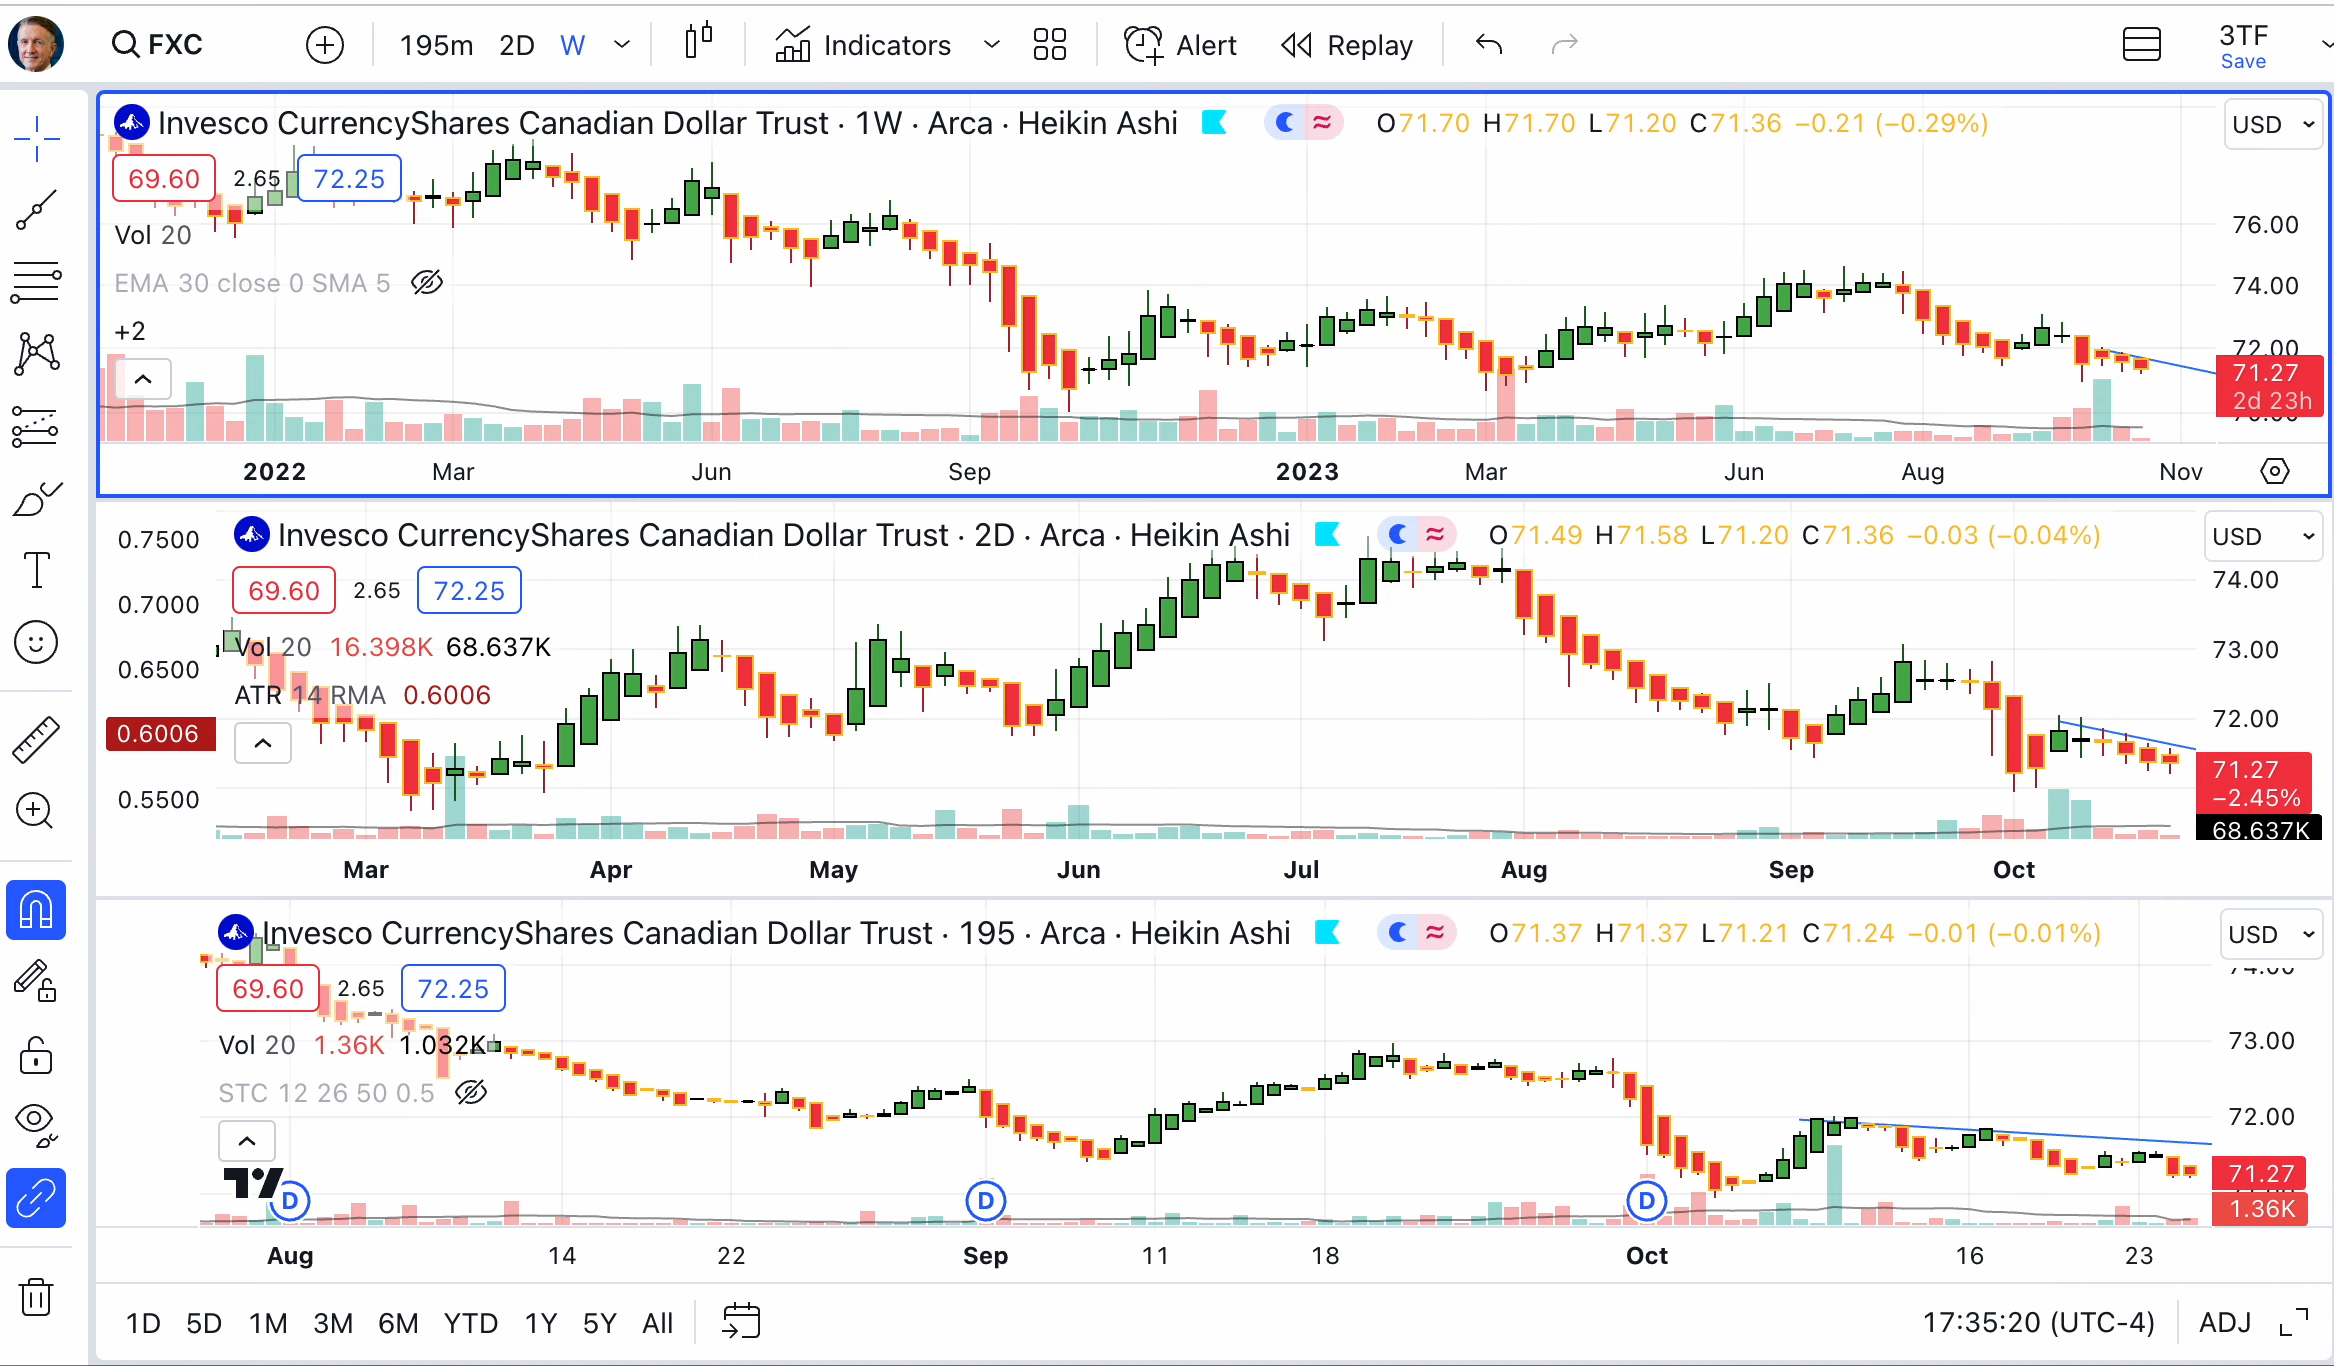 FXC 195m 2D W Indicators Alert Replay 3TF
Save
Invesco CurrencyShares Canadian Dollar Trust · 1W · Arca · Heikin Ashi O71.70 H71.70 L71.20 C71.36 −0.21 (−0.29%) USD
69.60 2.65 72.25
Vol 20
76.00
EMA 30 close 0 SMA 5
74.00
+2
72.00
71.27
2d 23h
2022 Mar Jun Sep 2023 Mar Jun Aug Nov
Invesco CurrencyShares Canadian Dollar Trust · 2D · Arca · Heikin Ashi O71.49 H71.58 L71.20 C71.36 −0.03 (−0.04%) USD
0.7500
69.60 2.65 72.25
74.00
0.7000
Vol 20 16.398K 68.637K
73.00
0.6500
ATR 14 RMA 0.6006
72.00
0.6006
71.27
−2.45%
0.5500
68.637K
Mar Apr May Jun Jul Aug Sep Oct
Invesco CurrencyShares Canadian Dollar Trust · 195 · Arca · Heikin Ashi O71.37 H71.37 L71.21 C71.24 −0.01 (−0.01%) USD
74.00
69.60 2.65 72.25
Vol 20 1.36K 1.032K
73.00
STC 12 26 50 0.5
72.00
71.27
D D D
1.36K
Aug 14 22 Sep 11 18 Oct 16 23
1D 5D 1M 3M 6M YTD 1Y 5Y All 17:35:20 (UTC-4) ADJ